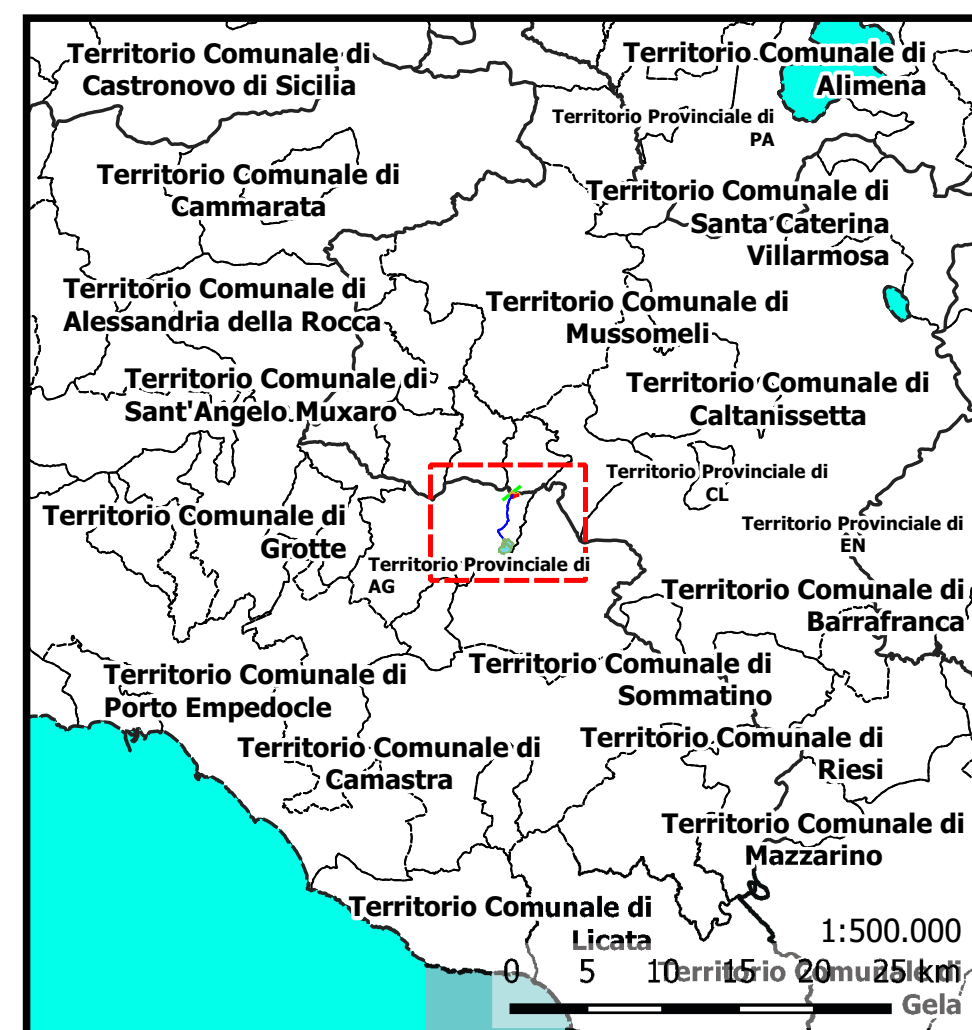 Territorio Comunale di
Castronovo di Sicilia
Territorio Comunale di
Alimena
Territorio Provinciale di
PA
Territorio Comunale di
Cammarata
Territorio Comunale di
Santa Caterina
Villarmosa
Territorio Comunale di
Alessandria della Rocca
Territorio Comunale di
Mussomeli
Territorio Comunale di
Sant'Angelo Muxaro
Territorio Comunale di
Caltanissetta
Territorio Provinciale di
CL
Territorio Comunale di
Grotte
Territorio Provinciale di
EN
Territorio Provinciale di
AG
Territorio Comunale di
Barrafranca
Territorio Comunale di
Sommatino
Territorio Comunale di
Porto Empedocle
Territorio Comunale di
Camastra
Territorio Comunale di
Riesi
Territorio Comunale di
Mazzarino
Territorio Comunale di
Licata
1:500.000
0 5 10 15 20 25 km
Territorio Comunale di
Gela